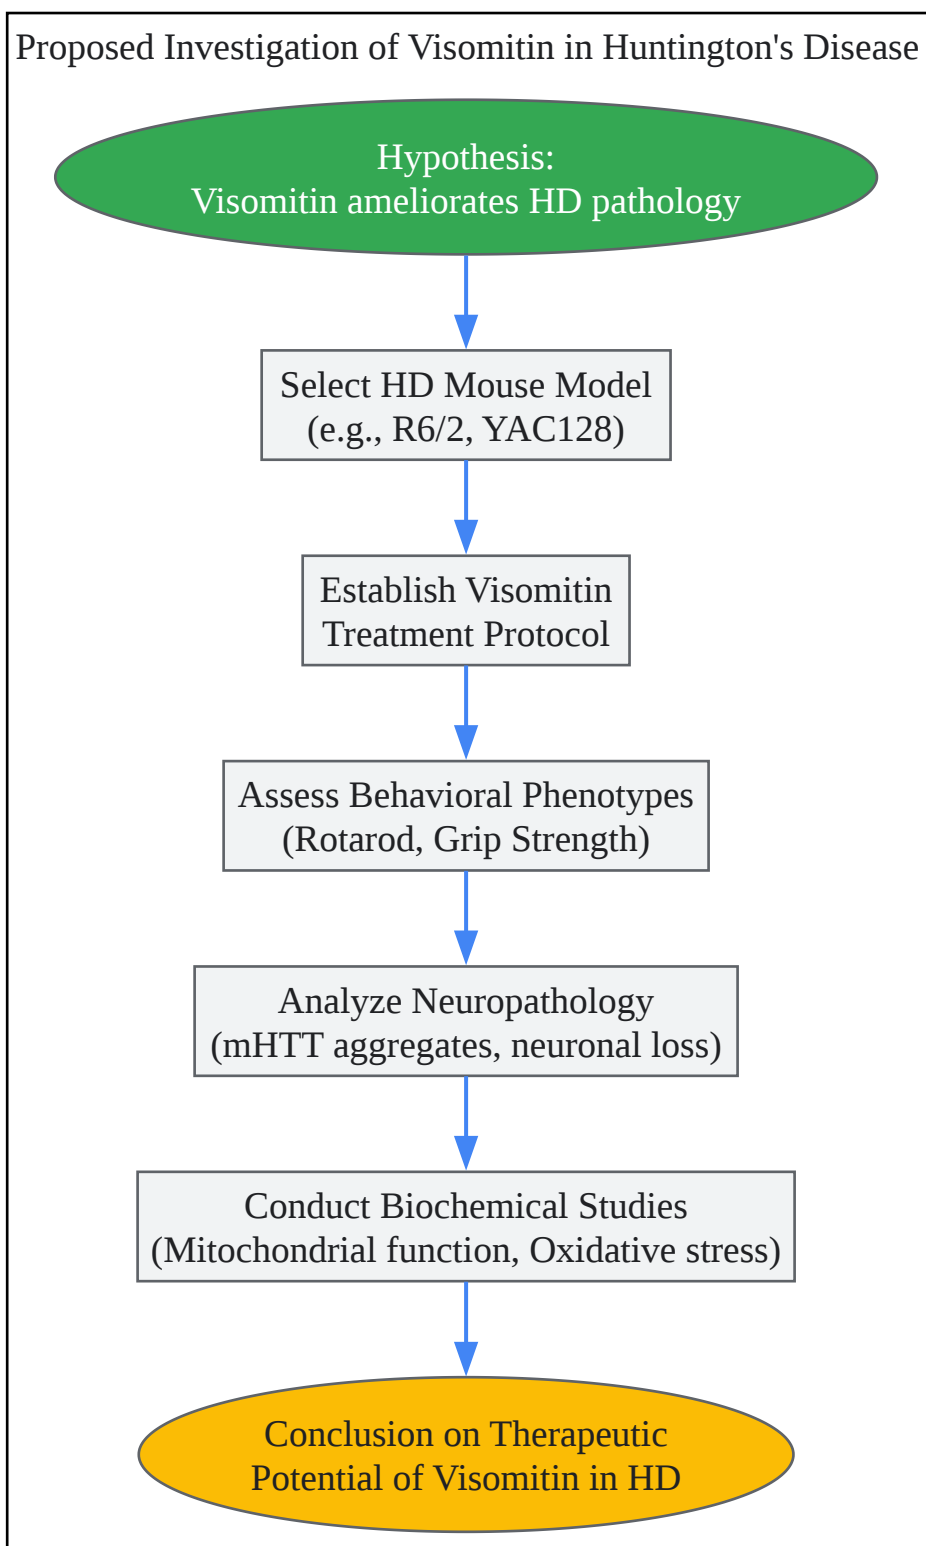 Proposed Investigation of Visomitin in Huntington's Disease
Hypothesis:
Visomitin ameliorates HD pathology
Select HD Mouse Model
(e.g., R6/2, YAC128)
Establish Visomitin
Treatment Protocol
Assess Behavioral Phenotypes
(Rotarod, Grip Strength)
Analyze Neuropathology
(mHTT aggregates, neuronal loss)
Conduct Biochemical Studies
(Mitochondrial function, Oxidative stress)
Conclusion on Therapeutic
Potential of Visomitin in HD